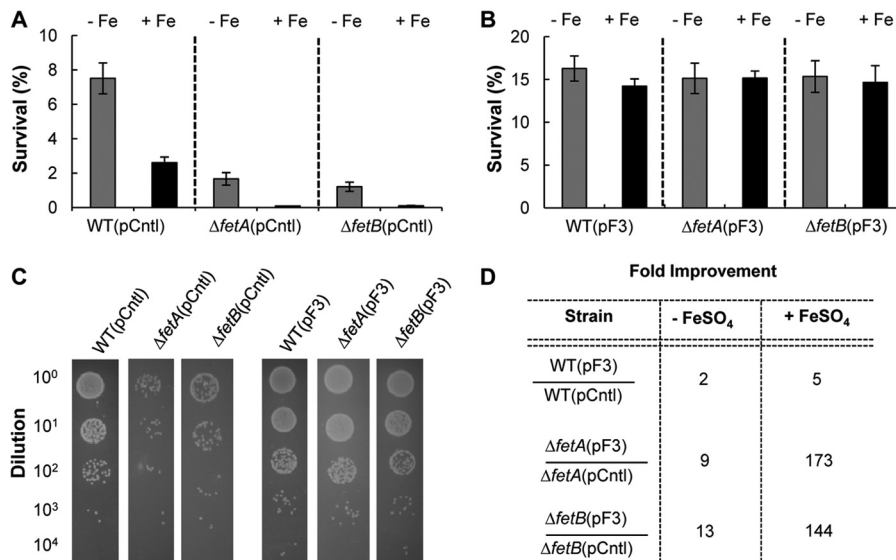 A
- Fe + Fe - Fe + Fe - Fe + Fe
Survival (%)
10
8
6
4
2
0
WT(pCntl) ΔfetA(pCntl) ΔfetB(pCntl)
B
- Fe + Fe - Fe + Fe - Fe + Fe
Survival (%)
20
15
10
5
0
WT(pF3) ΔfetA(pF3) ΔfetB(pF3)
C
WT(pCntl) ΔfetA(pCntl) ΔfetB(pCntl) WT(pF3) ΔfetA(pF3) ΔfetB(pF3)
Dilution
10⁰
10¹
10²
10³
10⁴
D
Fold Improvement
Strain - FeSO₄ + FeSO₄
WT(pF3)
WT(pCntl)
2 5
ΔfetA(pF3)
ΔfetA(pCntl)
9 173
ΔfetB(pF3)
ΔfetB(pCntl)
13 144